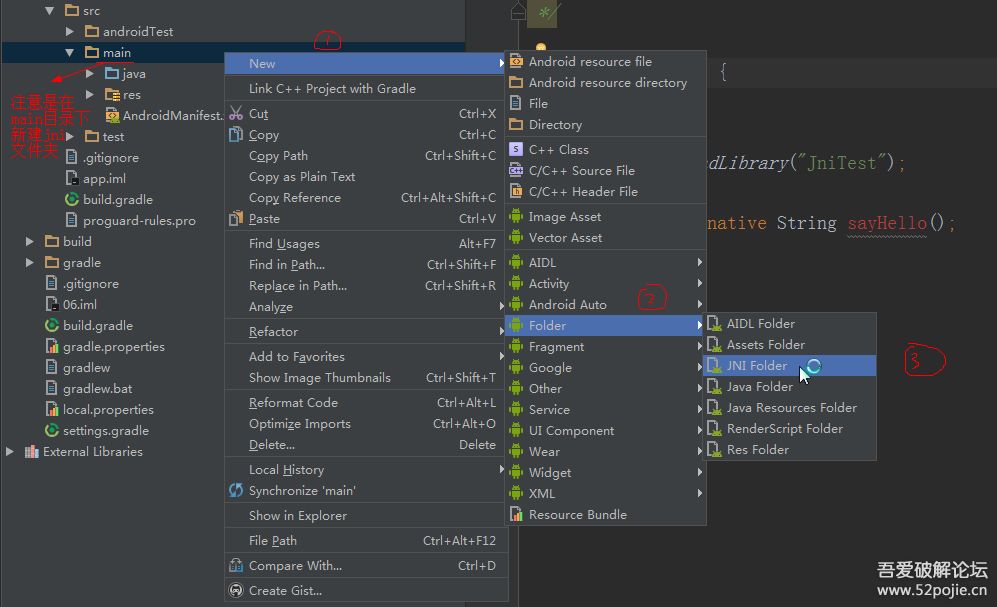 src
androidTest
main
java
res
AndroidManifest.
test
.gitignore
app.iml
build.gradle
proguard-rules.pro
build
gradle
.gitignore
06.iml
build.gradle
gradle.properties
gradlew
gradlew.bat
local.properties
settings.gradle
External Libraries
注意是在
main目录下
新建jni
文件夹
1
New
Link C++ Project with Gradle
Cut Ctrl+X
Copy Ctrl+C
Copy Path Ctrl+Shift+C
Copy as Plain Text
Copy Reference Ctrl+Alt+Shift+C
Paste Ctrl+V
Find Usages Alt+F7
Find in Path... Ctrl+Shift+F
Replace in Path... Ctrl+Shift+R
Analyze
Refactor
Add to Favorites
Show Image Thumbnails Ctrl+Shift+T
Reformat Code Ctrl+Alt+L
Optimize Imports Ctrl+Alt+O
Delete... Delete
Local History
Synchronize 'main'
Show in Explorer
File Path Ctrl+Alt+F12
Compare With... Ctrl+D
Create Gist...
Android resource file
Android resource directory
File
Directory
C++ Class
C/C++ Source File
C/C++ Header File
Image Asset
Vector Asset
AIDL
Activity
Android Auto
2
Folder
Fragment
Google
Other
Service
UI Component
Wear
Widget
XML
Resource Bundle
AIDL Folder
Assets Folder
JNI Folder
Java Folder
Java Resources Folder
RenderScript Folder
Res Folder
3
*/
{
dLibrary("JniTest");
native String sayHello();
吾爱破解论坛
www.52pojie.cn